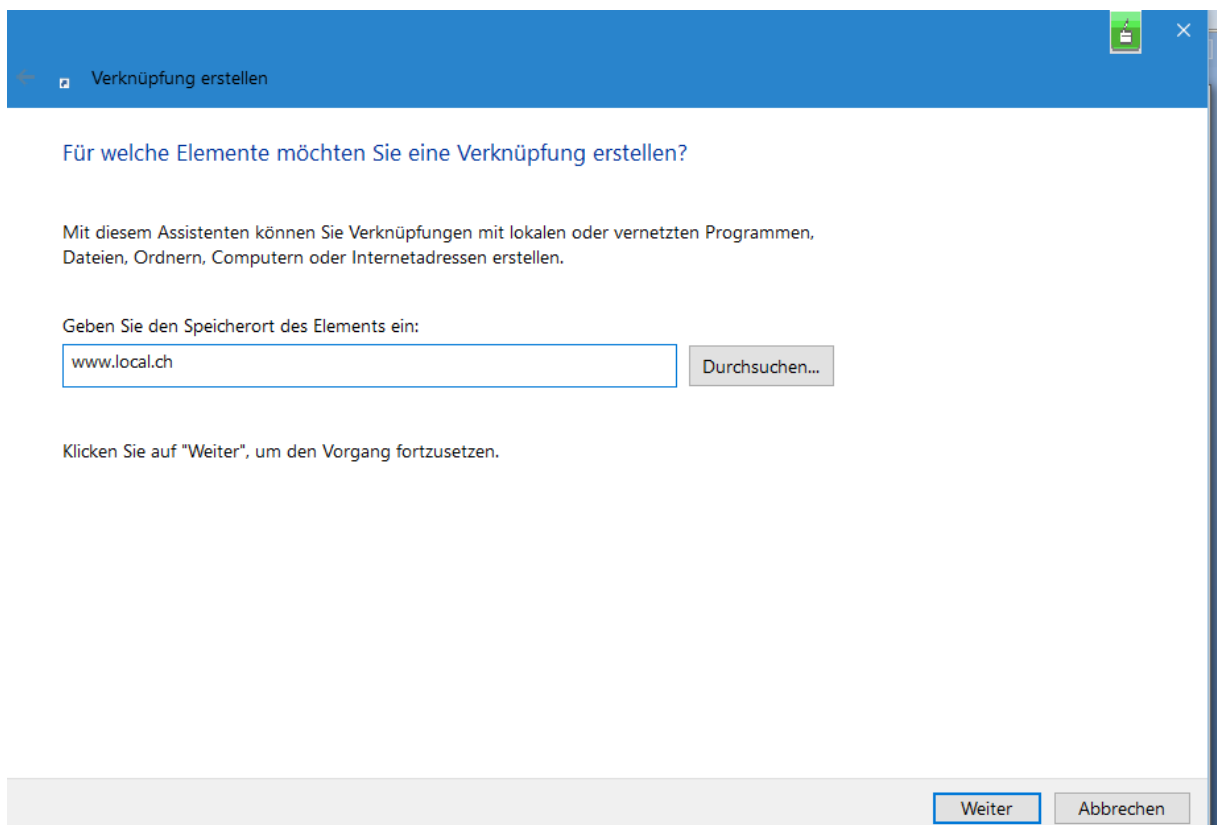 Verknüpfung erstellen
Für welche Elemente möchten Sie eine Verknüpfung erstellen?
Mit diesem Assistenten können Sie Verknüpfungen mit lokalen oder vernetzten Programmen,
Dateien, Ordnern, Computern oder Internetadressen erstellen.
Geben Sie den Speicherort des Elements ein:
www.local.ch
Durchsuchen...
Klicken Sie auf "Weiter", um den Vorgang fortzusetzen.
Weiter
Abbrechen